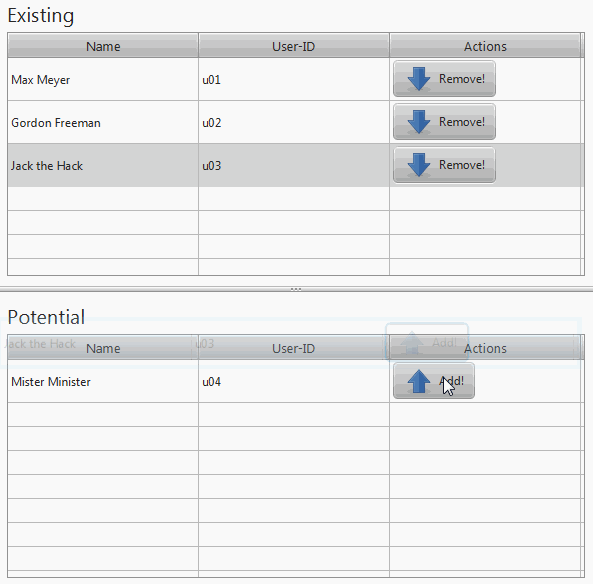 Existing
Name User-ID Actions
Max Meyer u01 Remove!
Gordon Freeman u02 Remove!
Jack the Hack u03 Remove!
Potential
Jack the Hack u03 Add!
Name User-ID Actions
Mister Minister u04 Add!